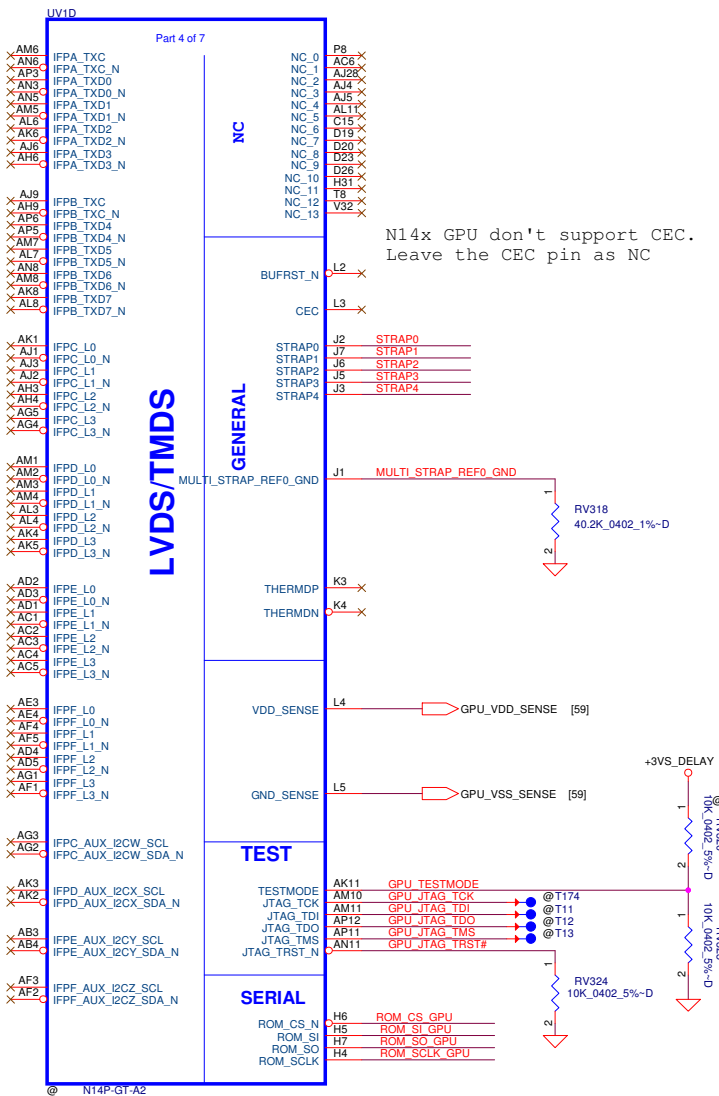 UV1D
Part 4 of 7
AM6 IFPA_TXC
AN6 IFPA_TXC_N
AP3 IFPA_TXD0
AN3 IFPA_TXD0_N
AN5 IFPA_TXD1
AM5 IFPA_TXD1_N
AL6 IFPA_TXD2
AK6 IFPA_TXD2_N
AJ6 IFPA_TXD3
AH6 IFPA_TXD3_N
AJ9 IFPB_TXC
AH9 IFPB_TXC_N
AP6 IFPB_TXD4
AP5 IFPB_TXD4_N
AM7 IFPB_TXD5
AL7 IFPB_TXD5_N
AN8 IFPB_TXD6
AM8 IFPB_TXD6_N
AK8 IFPB_TXD7
AL8 IFPB_TXD7_N
AK1 IFPC_L0
AJ1 IFPC_L0_N
AJ3 IFPC_L1
AJ2 IFPC_L1_N
AH3 IFPC_L2
AH4 IFPC_L2_N
AG5 IFPC_L3
AG4 IFPC_L3_N
AM1 IFPD_L0
AM2 IFPD_L0_N
AM3 IFPD_L1
AM4 IFPD_L1_N
AL3 IFPD_L2
AL4 IFPD_L2_N
AK4 IFPD_L3
AK5 IFPD_L3_N
AD2 IFPE_L0
AD3 IFPE_L0_N
AD1 IFPE_L1
AC1 IFPE_L1_N
AC2 IFPE_L2
AC3 IFPE_L2_N
AC4 IFPE_L3
AC5 IFPE_L3_N
AE3 IFPF_L0
AE4 IFPF_L0_N
AF4 IFPF_L1
AF5 IFPF_L1_N
AD4 IFPF_L2
AD5 IFPF_L2_N
AG1 IFPF_L3
AF1 IFPF_L3_N
AG3 IFPC_AUX_I2CW_SCL
AG2 IFPC_AUX_I2CW_SDA_N
AK3 IFPD_AUX_I2CX_SCL
AK2 IFPD_AUX_I2CX_SDA_N
AB3 IFPE_AUX_I2CY_SCL
AB4 IFPE_AUX_I2CY_SDA_N
AF3 IFPF_AUX_I2CZ_SCL
AF2 IFPF_AUX_I2CZ_SDA_N
LVDS/TMDS
NC
NC_0 P8
NC_1 AC6
NC_2 AJ28
NC_3 AJ4
NC_4 AJ5
NC_5 AL11
NC_6 C15
NC_7 D19
NC_8 D20
NC_9 D23
NC_10 D26
NC_11 H31
NC_12 T8
NC_13 V32
N14x GPU don't support CEC.
Leave the CEC pin as NC
GENERAL
BUFRST_N L2
CEC L3
STRAP0 J2 STRAP0
STRAP1 J7 STRAP1
STRAP2 J6 STRAP2
STRAP3 J5 STRAP3
STRAP4 J3 STRAP4
MULTI_STRAP_REF0_GND J1 MULTI_STRAP_REF0_GND
1
RV318
40.2K_0402_1%~D
2
THERMDP K3
THERMDN K4
VDD_SENSE L4 GPU_VDD_SENSE [59]
GND_SENSE L5 GPU_VSS_SENSE [59]
+3VS_DELAY
1
@
10K_0402_5%~D
2
TEST
TESTMODE AK11 GPU_TESTMODE
JTAG_TCK AM10 GPU_JTAG_TCK @T174
JTAG_TDI AM11 GPU_JTAG_TDI @T11
JTAG_TDO AP12 GPU_JTAG_TDO @T12
JTAG_TMS AP11 GPU_JTAG_TMS @T13
JTAG_TRST_N AN11 GPU_JTAG_TRST#
1
10K_0402_5%~D
2
1
RV324
10K_0402_5%~D
2
SERIAL
ROM_CS_N H6 ROM_CS_GPU
ROM_SI H5 ROM_SI_GPU
ROM_SO H7 ROM_SO_GPU
ROM_SCLK H4 ROM_SCLK_GPU
@ N14P-GT-A2